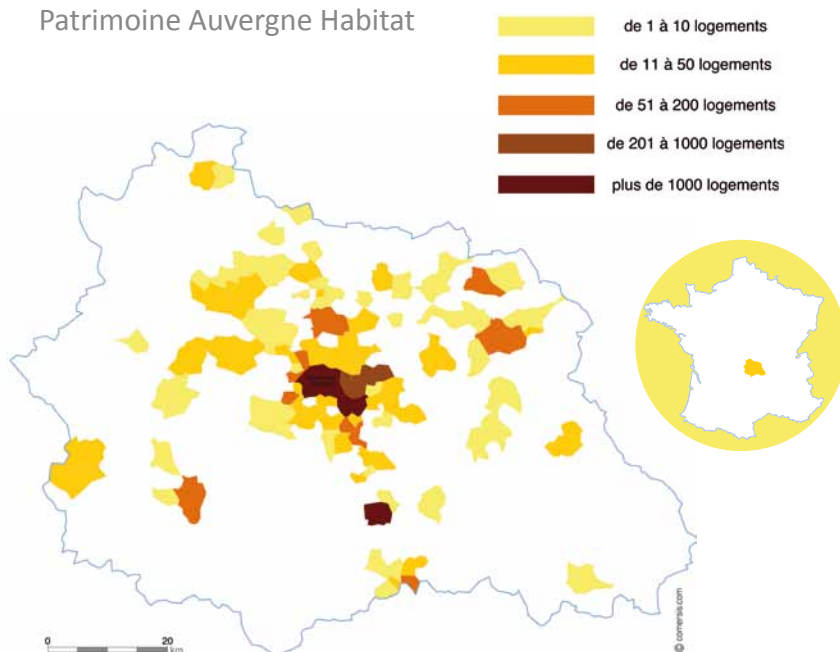 Patrimoine Auvergne Habitat
de 1 à 10 logements
de 11 à 50 logements
de 51 à 200 logements
de 201 à 1000 logements
plus de 1000 logements
0 20
km
© comersis.com